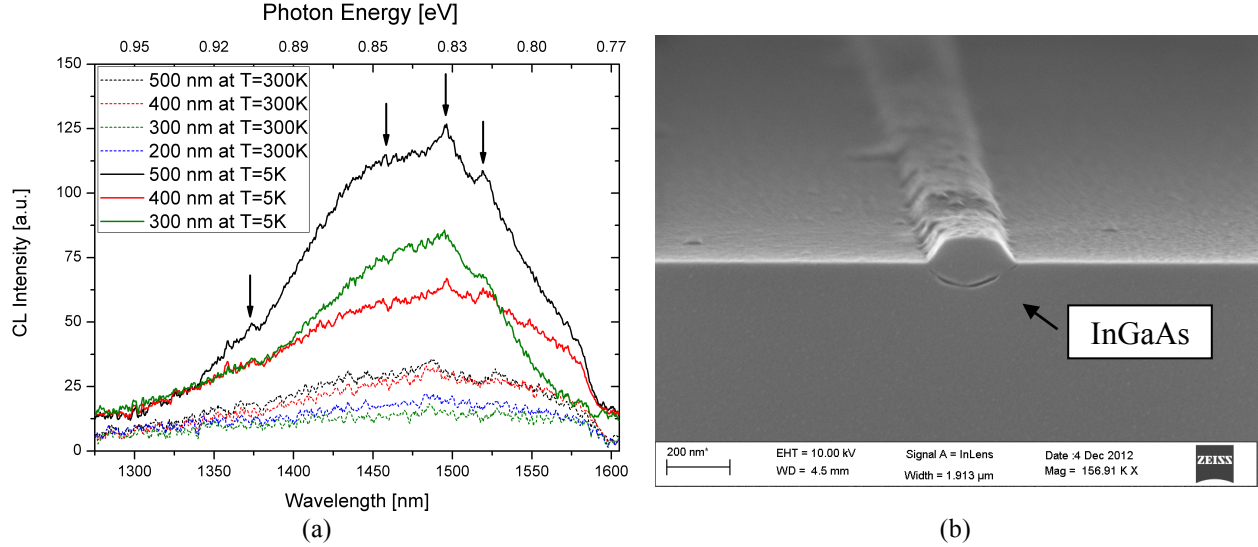 Photon Energy [eV]
0.95 0.92 0.89 0.85 0.83 0.80 0.77
150
125
100
75
50
25
0
CL Intensity [a.u.]
500 nm at T=300K
400 nm at T=300K
300 nm at T=300K
200 nm at T=300K
500 nm at T=5K
400 nm at T=5K
300 nm at T=5K
1300 1350 1400 1450 1500 1550 1600
Wavelength [nm]
(a)
InGaAs
200 nm*
EHT = 10.00 kV
WD = 4.5 mm
Signal A = InLens
Width = 1.913 µm
Date :4 Dec 2012
Mag = 156.91 K X
ZEISS
(b)